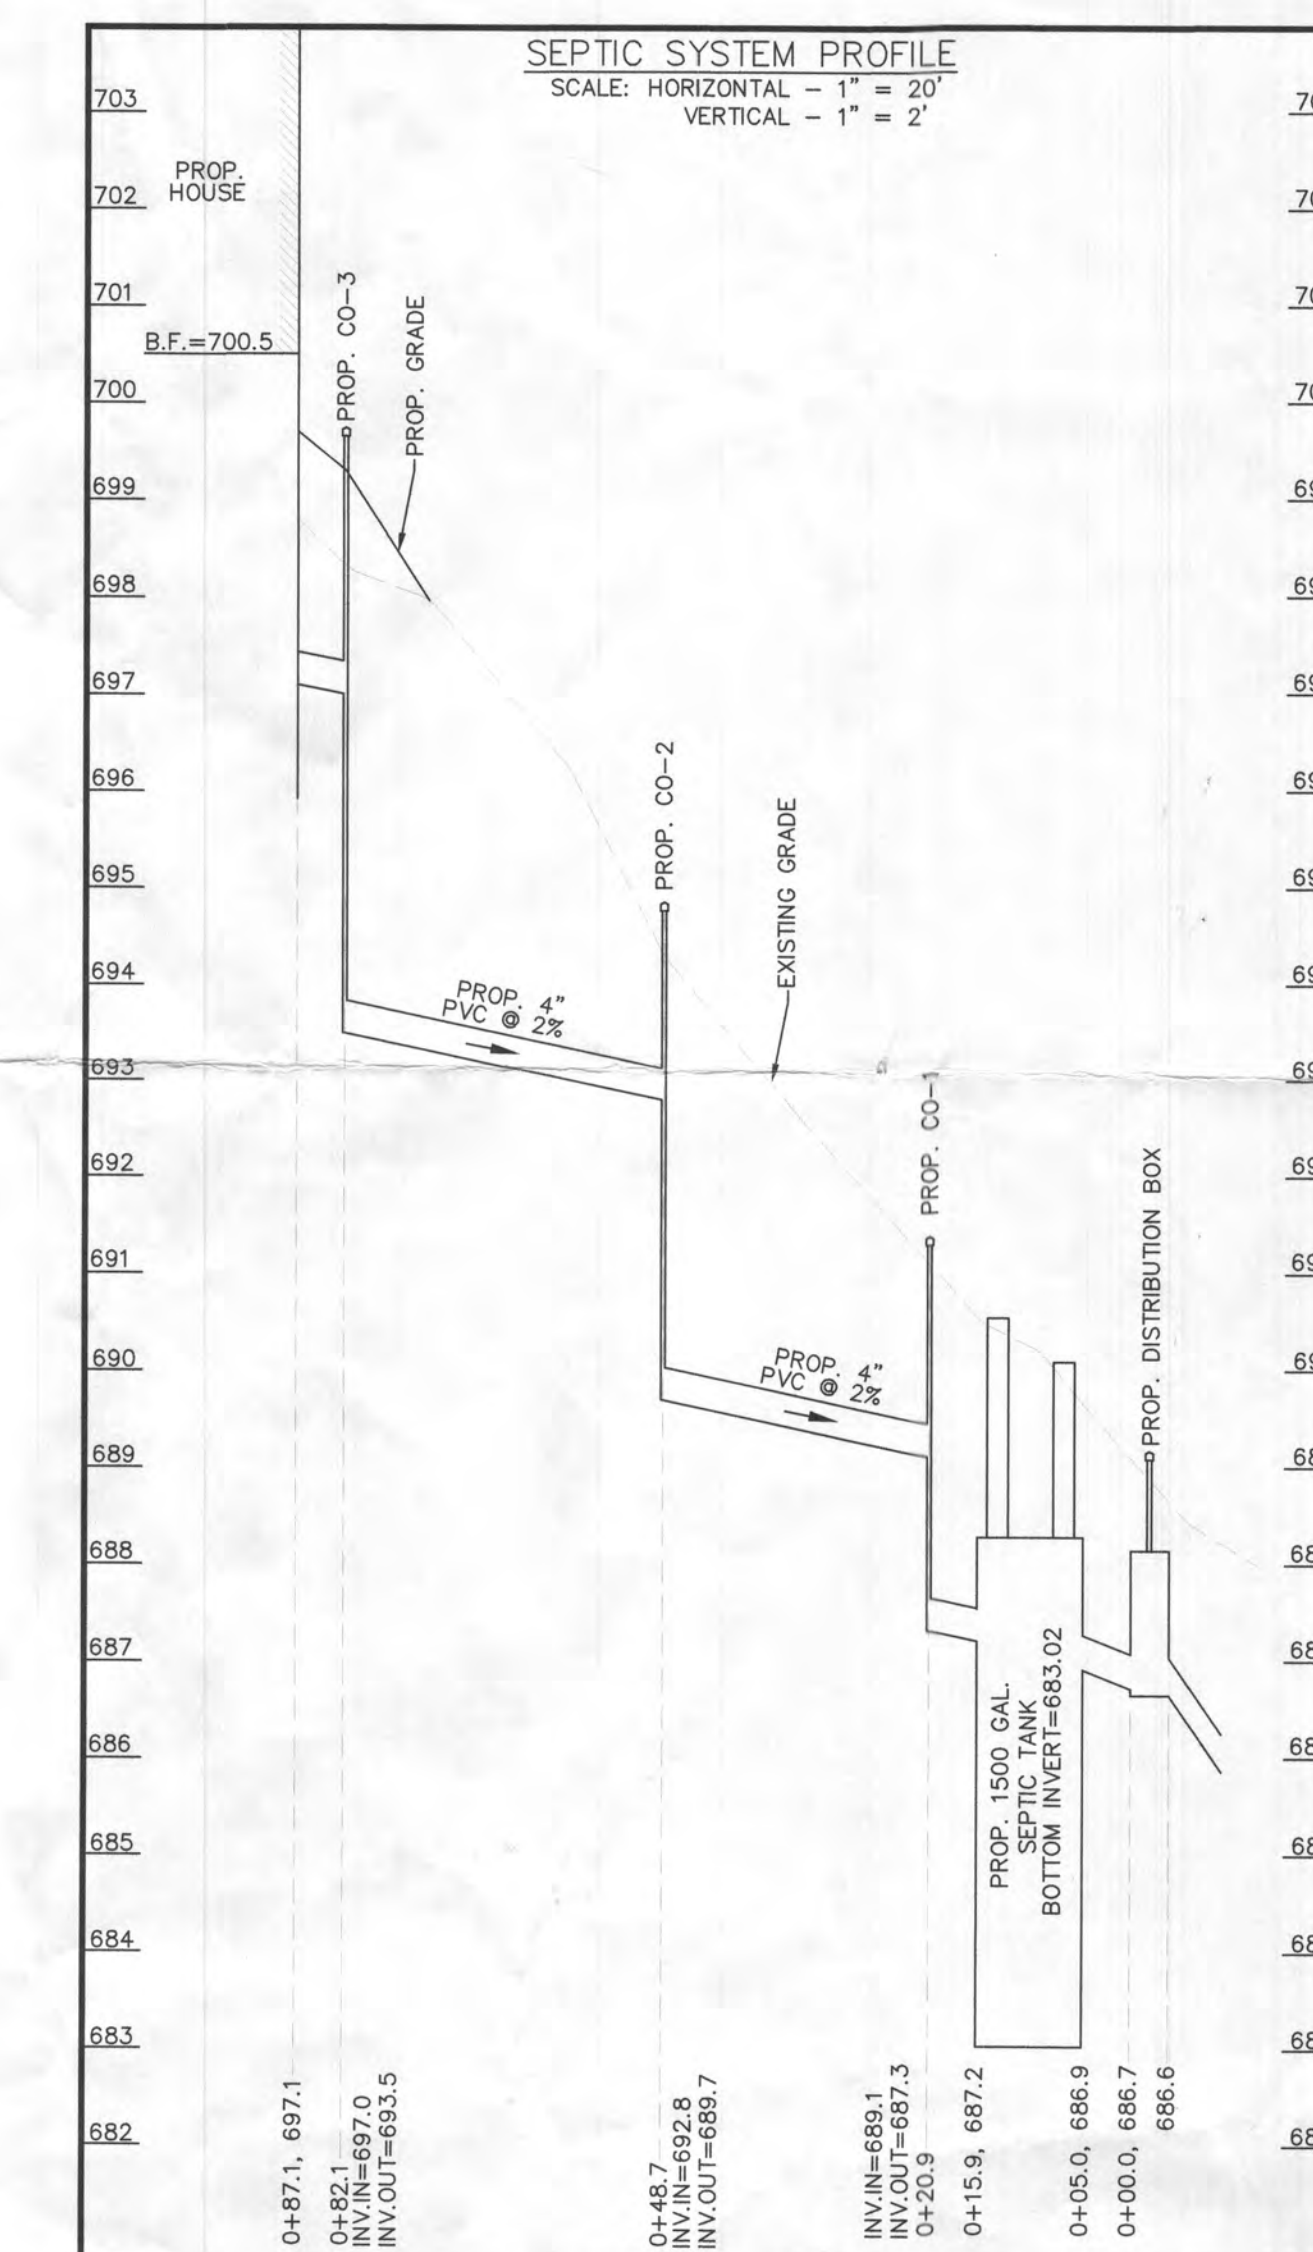 SEPTIC SYSTEM PROFILE
SCALE: HORIZONTAL - 1" = 20'
VERTICAL - 1" = 2'
703
PROP.
HOUSE
702
701
B.F.=700.5
700
699
698
697
696
695
694
693
692
691
690
689
688
687
686
685
684
683
682
PROP. CO-3
PROP. GRADE
PROP. 4"
PVC @ 2%
PROP. CO-2
EXISTING GRADE
PROP. 4"
PVC @ 2%
PROP. CO-1
PROP. DISTRIBUTION BOX
PROP. 1500 GAL.
SEPTIC TANK
BOTTOM INVERT=683.02
0+87.1, 697.1
0+82.1
INV.IN=697.0
INV.OUT=693.5
0+48.7
INV.IN=692.8
INV.OUT=689.7
INV.IN=689.1
INV.OUT=687.3
0+20.9
0+15.9, 687.2
0+05.0, 686.9
0+00.0, 686.7
686.6